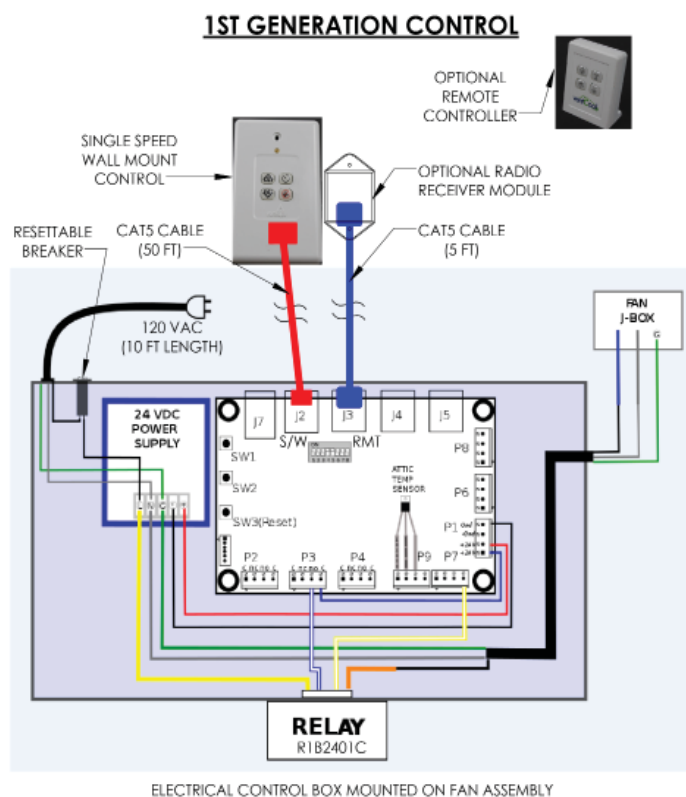 1ST GENERATION CONTROL
OPTIONAL
REMOTE
CONTROLLER
SINGLE SPEED
WALL MOUNT
CONTROL
OPTIONAL RADIO
RECEIVER MODULE
RESETTABLE
BREAKER
CAT5 CABLE
(50 FT)
CAT5 CABLE
(5 FT)
120 VAC
(10 FT LENGTH)
FAN
J-BOX
G
24 VDC
POWER
SUPPLY
J7
J2
J3
J4
J5
S/W
RMT
ON
SW1
SW2
SW3(Reset)
ATTIC
TEMP
SENSOR
P8
P6
P1
P2
P3
P4
P9
P7
RELAY
R1B2401C
ELECTRICAL CONTROL BOX MOUNTED ON FAN ASSEMBLY